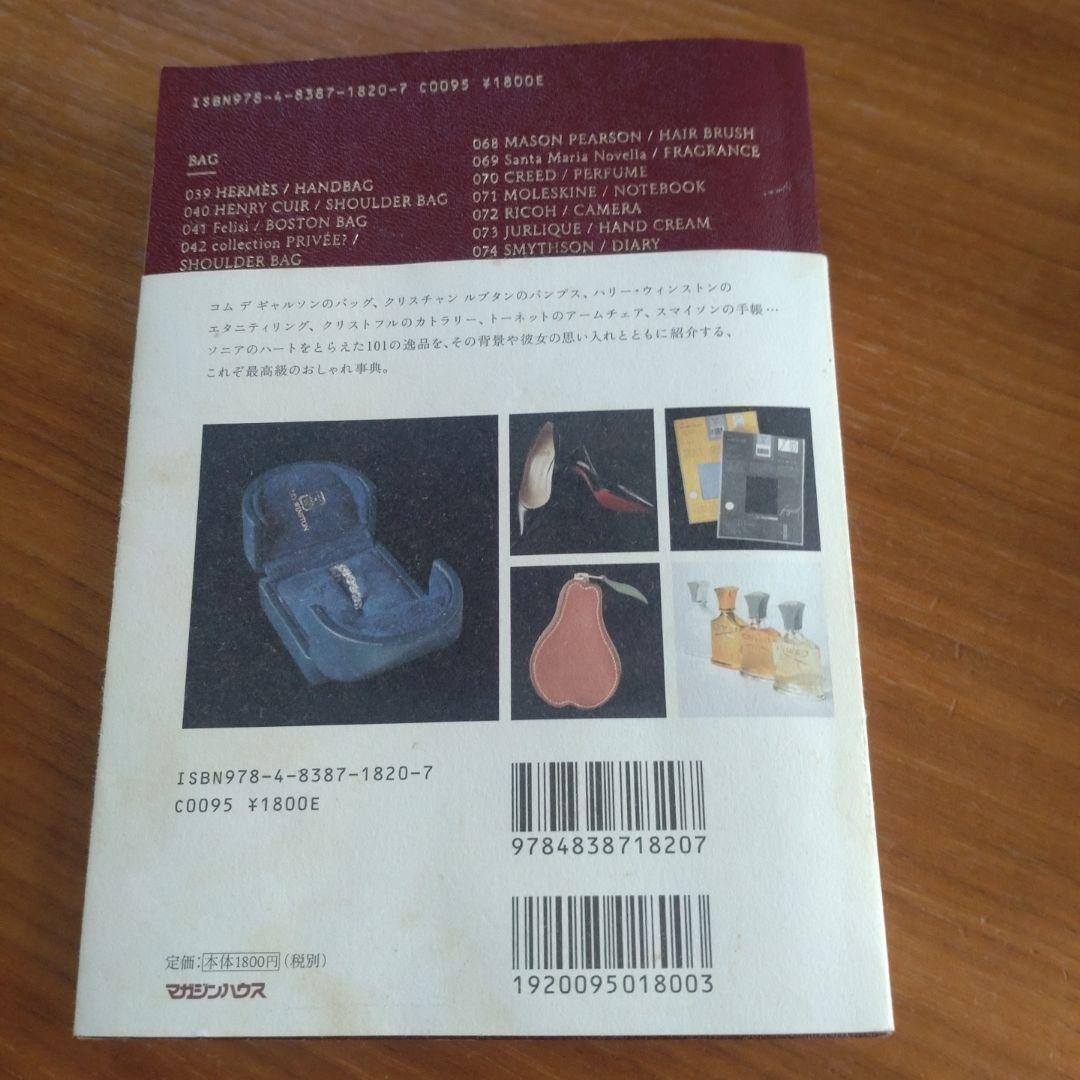 ISBN978-4-8387-1820-7 C0095 ¥1800E
BAG
039 HERMÈS / HANDBAG
040 HENRY CUIR / SHOULDER BAG
041 Felisi / BOSTON BAG
042 collection PRIVĒE? /
SHOULDER BAG
068 MASON PEARSON / HAIR BRUSH
069 Santa Maria Novella / FRAGRANCE
070 CREED / PERFUME
071 MOLESKINE / NOTEBOOK
072 RICOH / CAMERA
073 JURLIQUE / HAND CREAM
074 SMYTHSON / DIARY
コム デ ギャルソンのバッグ、クリスチャン ルブタンのパンプス、ハリー・ウィンストンの
エタニティリング、クリストフルのカトラリー、トーネットのアームチェア、スマイソンの手帳…
ソニアのハートをとらえた101の逸品を、その背景や彼女の思い入れとともに紹介する、
これぞ最高級のおしゃれ事典。
ISBN978-4-8387-1820-7
C0095 ¥1800E
9784838718207
1920095018003
定価:本体1800円(税別)
マガジンハウス